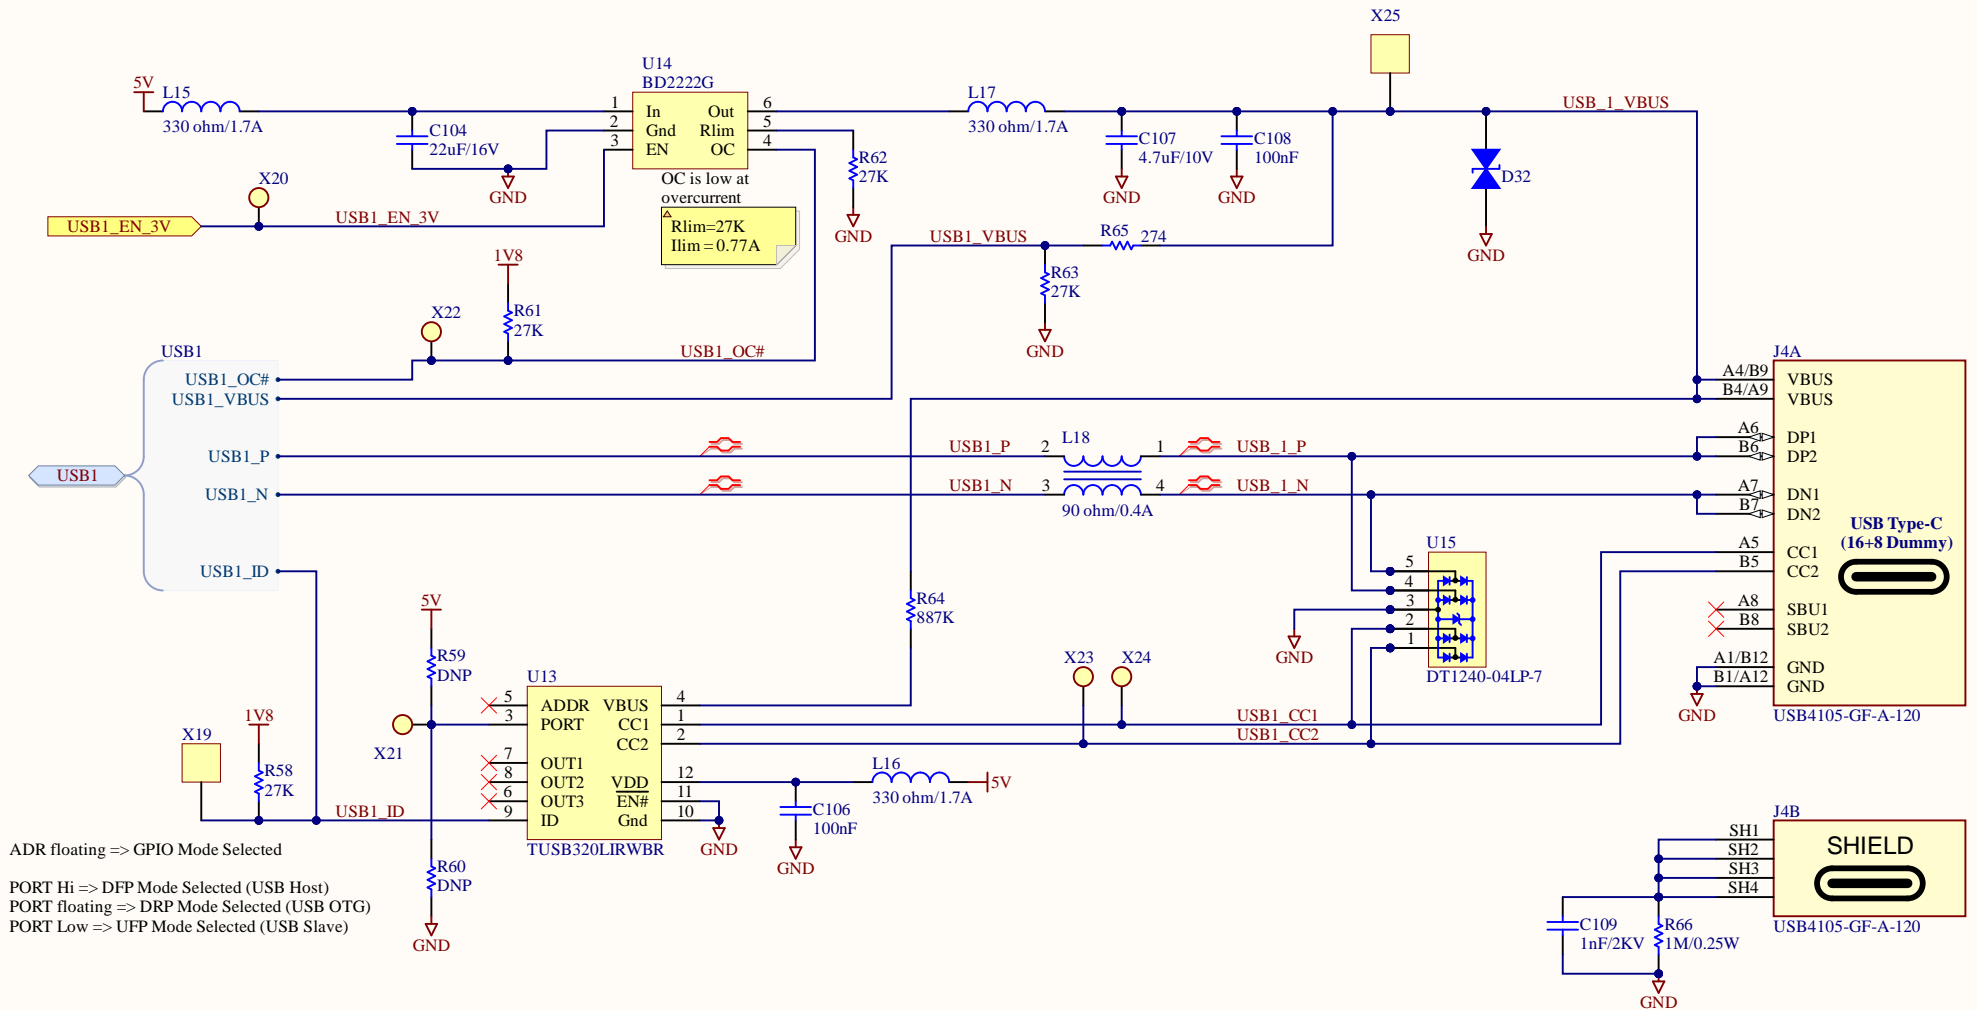 X25
U14
BD2222G
5V
L15
330 ohm/1.7A
C104
22uF/16V
1 In Out 6
2 Gnd Rlim 5
3 EN OC 4
GND
R62
27K
GND
L17
330 ohm/1.7A
C107
4.7uF/10V
GND
C108
100nF
GND
USB_1_VBUS
D32
GND
OC is low at
overcurrent
Rlim=27K
Ilim = 0.77A
X20
USB1_EN_3V
USB1_EN_3V
1V8
R61
27K
X22
USB1_OC#
USB1_VBUS
R65 274
R63
27K
GND
USB1
USB1_OC#
USB1_VBUS
USB1_P
USB1
USB1_N
USB1_ID
USB1_P 2 L18 1 USB_1_P
USB1_N 3 4 USB_1_N
90 ohm/0.4A
J4A
A4/B9 VBUS
B4/A9 VBUS
A6 DP1
B6 DP2
A7 DN1
B7 DN2
USB Type-C
(16+8 Dummy)
A5 CC1
B5 CC2
A8 SBU1
B8 SBU2
A1/B12 GND
B1/A12 GND
GND
USB4105-GF-A-120
U15
5
4
3
2
1
GND
DT1240-04LP-7
R64
887K
5V
R59
DNP
X21
U13
5 ADDR VBUS 4
3 PORT CC1 1
CC2 2
7 OUT1
8 OUT2 VDD 12
6 OUT3 EN# 11
9 ID Gnd 10
TUSB320LIRWBR
GND
X23
X24
USB1_CC1
USB1_CC2
L16
330 ohm/1.7A
5V
C106
100nF
GND
X19
1V8
R58
27K
USB1_ID
R60
DNP
GND
ADR floating => GPIO Mode Selected
PORT Hi => DFP Mode Selected (USB Host)
PORT floating => DRP Mode Selected (USB OTG)
PORT Low => UFP Mode Selected (USB Slave)
J4B
SH1
SH2
SH3
SH4
SHIELD
USB4105-GF-A-120
C109
1nF/2KV
R66
1M/0.25W
GND